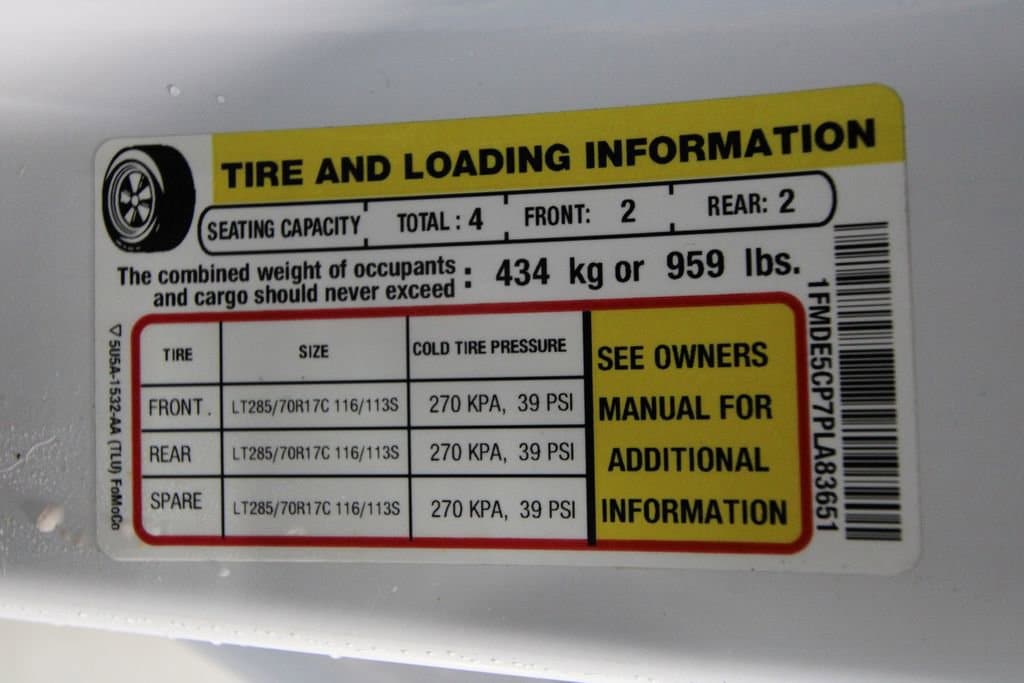 TIRE AND LOADING INFORMATION
SEATING CAPACITY TOTAL : 4 FRONT: 2 REAR: 2
The combined weight of occupants
and cargo should never exceed : 434 kg or 959 lbs.
TIRE SIZE COLD TIRE PRESSURE
FRONT . LT285/70R17C 116/113S 270 KPA, 39 PSI
REAR LT285/70R17C 116/113S 270 KPA, 39 PSI
SPARE LT285/70R17C 116/113S 270 KPA, 39 PSI
SEE OWNERS
MANUAL FOR
ADDITIONAL
INFORMATION
1FMDE5CP7PLA83651
▽ 5U5A-1532-AA (TLU) FoMoCo